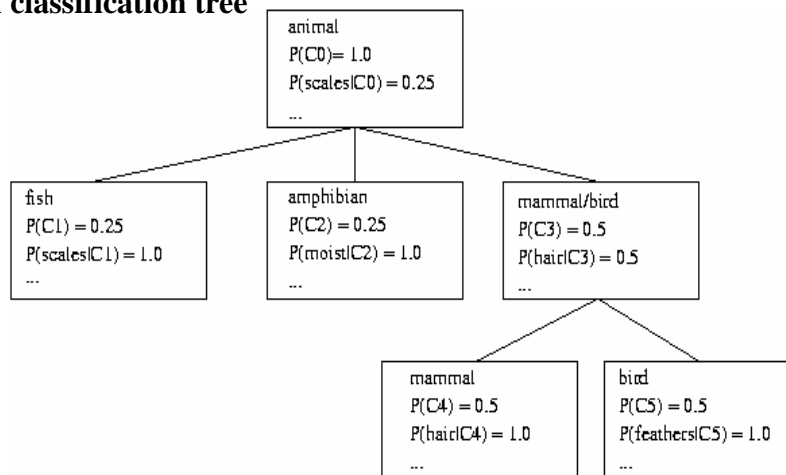 classification tree
animal
P(C0)= 1.0
P(scales|C0) = 0.25
...
fish
P(C1) = 0.25
P(scales|C1) = 1.0
...
amphibian
P(C2) = 0.25
P(moist|C2) = 1.0
...
mammal/bird
P(C3) = 0.5
P(hair|C3) = 0.5
...
mammal
P(C4) = 0.5
P(hair|C4) = 1.0
...
bird
P(C5) = 0.5
P(feathers|C5) = 1.0
...